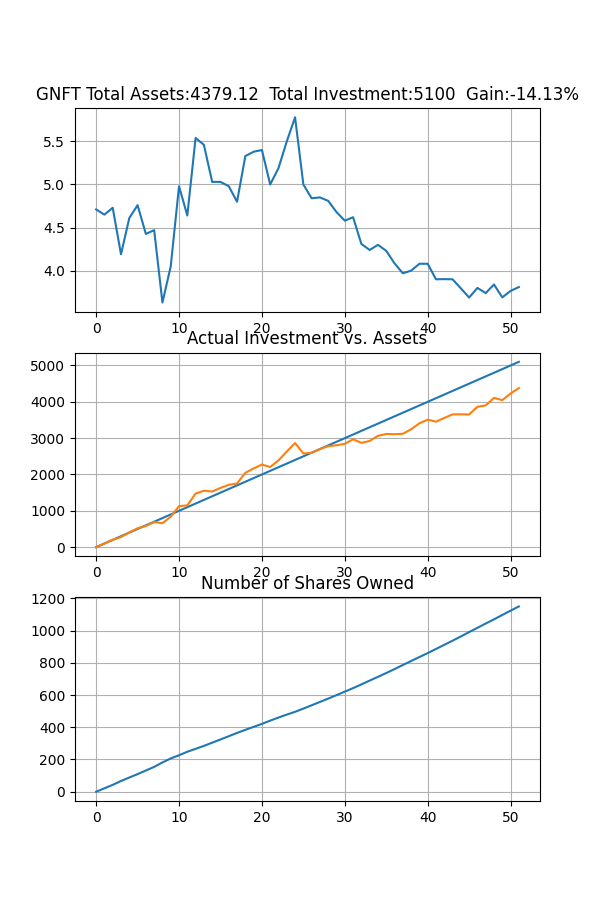 GNFT Total Assets:4379.12  Total Investment:5100  Gain:-14.13%
5.5
5.0
4.5
4.0
0 10 20 30 40 50
Actual Investment vs. Assets
5000
4000
3000
2000
1000
0
0 10 20 30 40 50
Number of Shares Owned
1200
1000
800
600
400
200
0
0 10 20 30 40 50